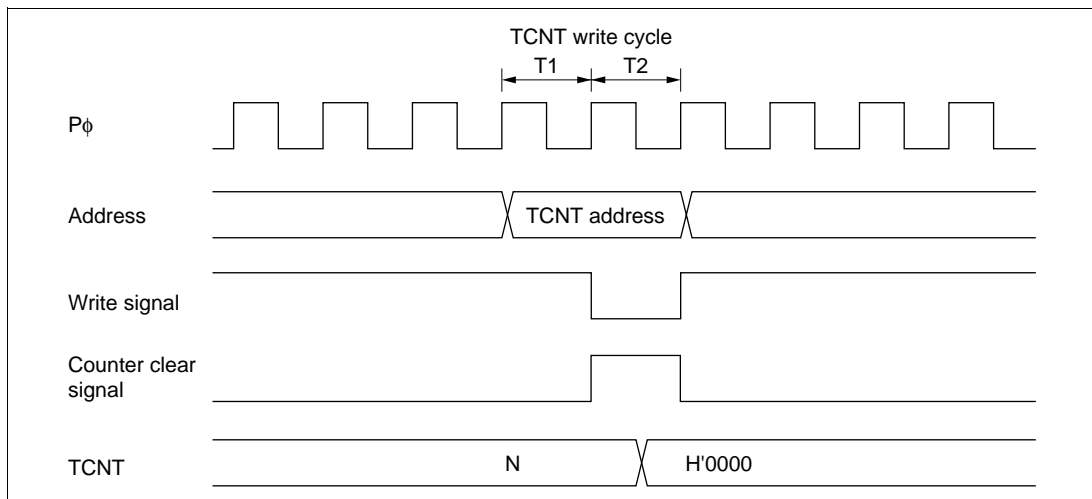 TCNT write cycle
T1 T2
Pϕ
Address
TCNT address
Write signal
Counter clear
signal
TCNT
N
H'0000